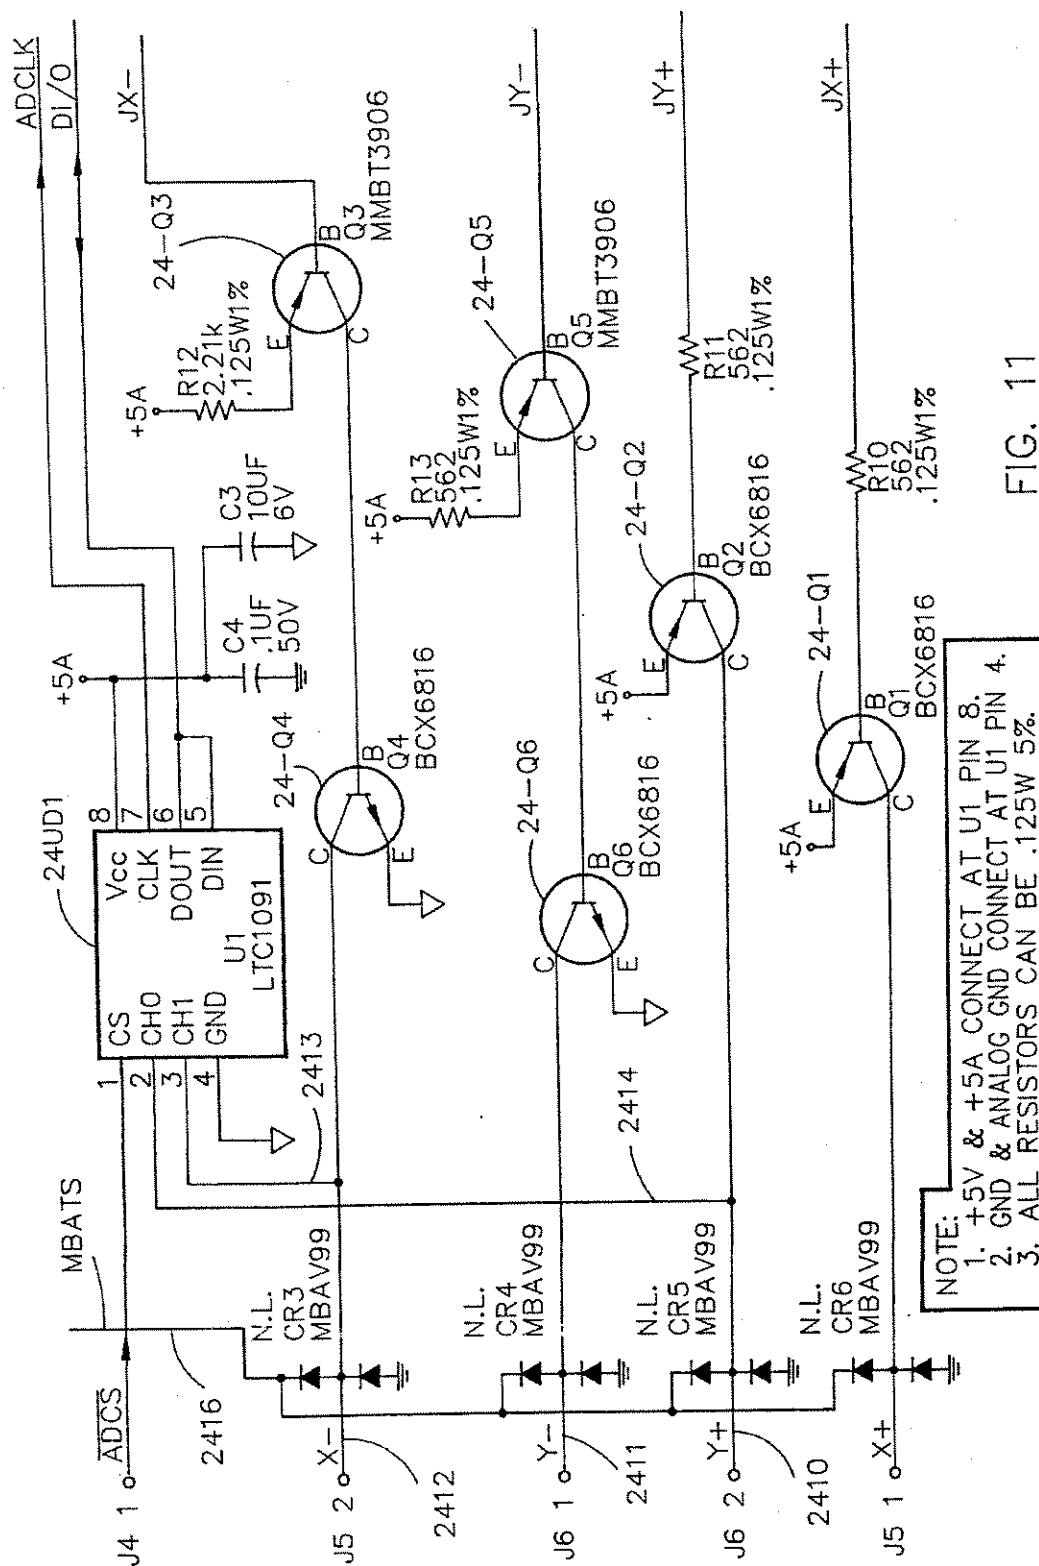 ADCLK
DI/O
JX-
JY-
JY+
JX+
24UD1
8
7
6
5
Vcc
CLK
DOUT
DIN
U1
LTC1091
CS
CH0
CH1
GND
1
2
3
4
+5A
C4
.1UF
50V
C3
10UF
6V
+5A
R12
2.21k
.125W1%
24-Q3
E
B
C
Q3
MMBT3906
24-Q4
C
B
E
Q4
BCX6816
2413
+5A
R13
562
.125W1%
24-Q5
E
B
C
Q5
MMBT3906
24-Q6
C
B
E
Q6
BCX6816
2414
24-Q2
+5A
E
B
C
Q2
BCX6816
R11
562
.125W1%
24-Q1
+5A
E
B
C
Q1
BCX6816
R10
562
.125W1%
MBATS
ADCS
2416
J4 1
N.L.
CR3
MBAV99
X-
J5 2
2412
N.L.
CR4
MBAV99
Y-
J6 1
2411
N.L.
CR5
MBAV99
Y+
J6 2
2410
N.L.
CR6
MBAV99
X+
J5 1
NOTE:
1. +5V & +5A CONNECT AT U1 PIN 8.
2. GND & ANALOG GND CONNECT AT U1 PIN 4.
3. ALL RESISTORS CAN BE .125W 5%.
FIG. 11